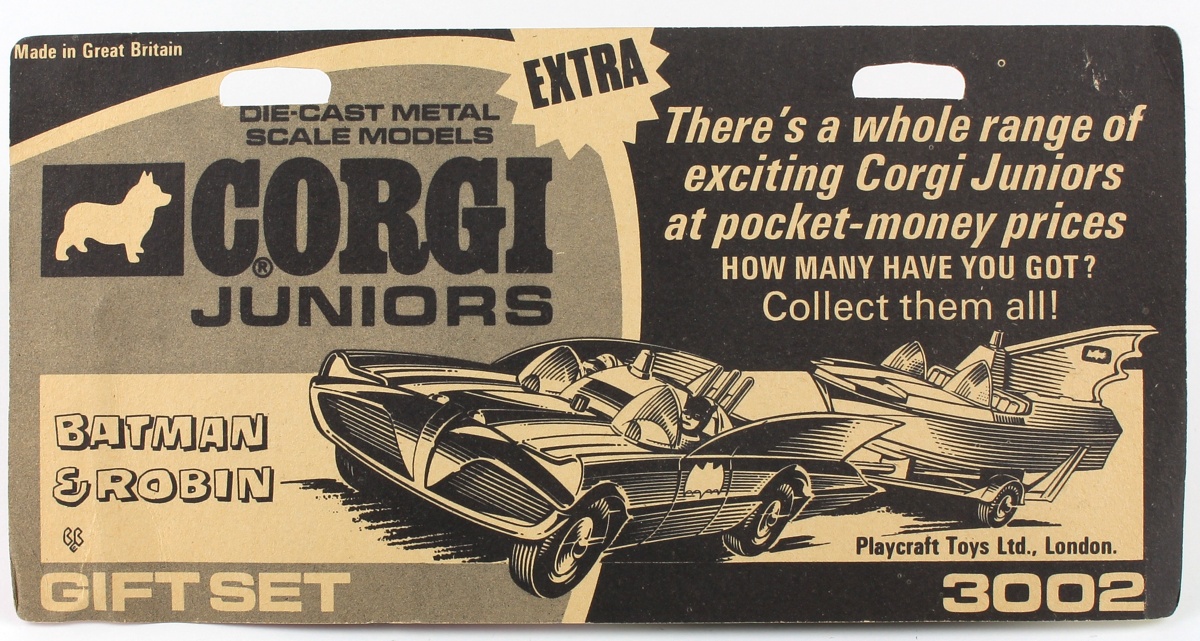 Made in Great Britain
EXTRA
DIE-CAST METAL
SCALE MODELS
CORGI®
JUNIORS
There's a whole range of
exciting Corgi Juniors
at pocket-money prices
HOW MANY HAVE YOU GOT?
Collect them all!
BATMAN
& ROBIN
Playcraft Toys Ltd., London.
GIFT SET
3002